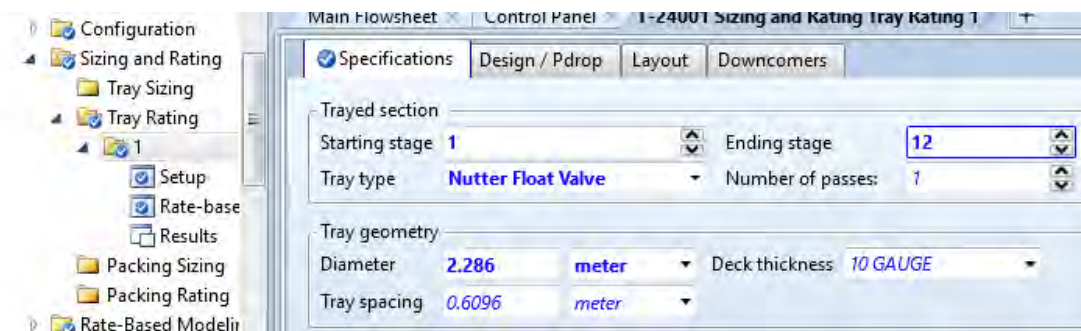 Configuration
Sizing and Rating
Tray Sizing
Tray Rating
1
Setup
Rate-base
Results
Packing Sizing
Packing Rating
Rate-Based Modelin
Main Flowsheet × Control Panel × T-24001 Sizing and Rating Tray Rating 1 +
Specifications Design / Pdrop Layout Downcomers
Trayed section
Starting stage 1 Ending stage 12
Tray type Nutter Float Valve Number of passes: 1
Tray geometry
Diameter 2.286 meter Deck thickness 10 GAUGE
Tray spacing 0.6096 meter